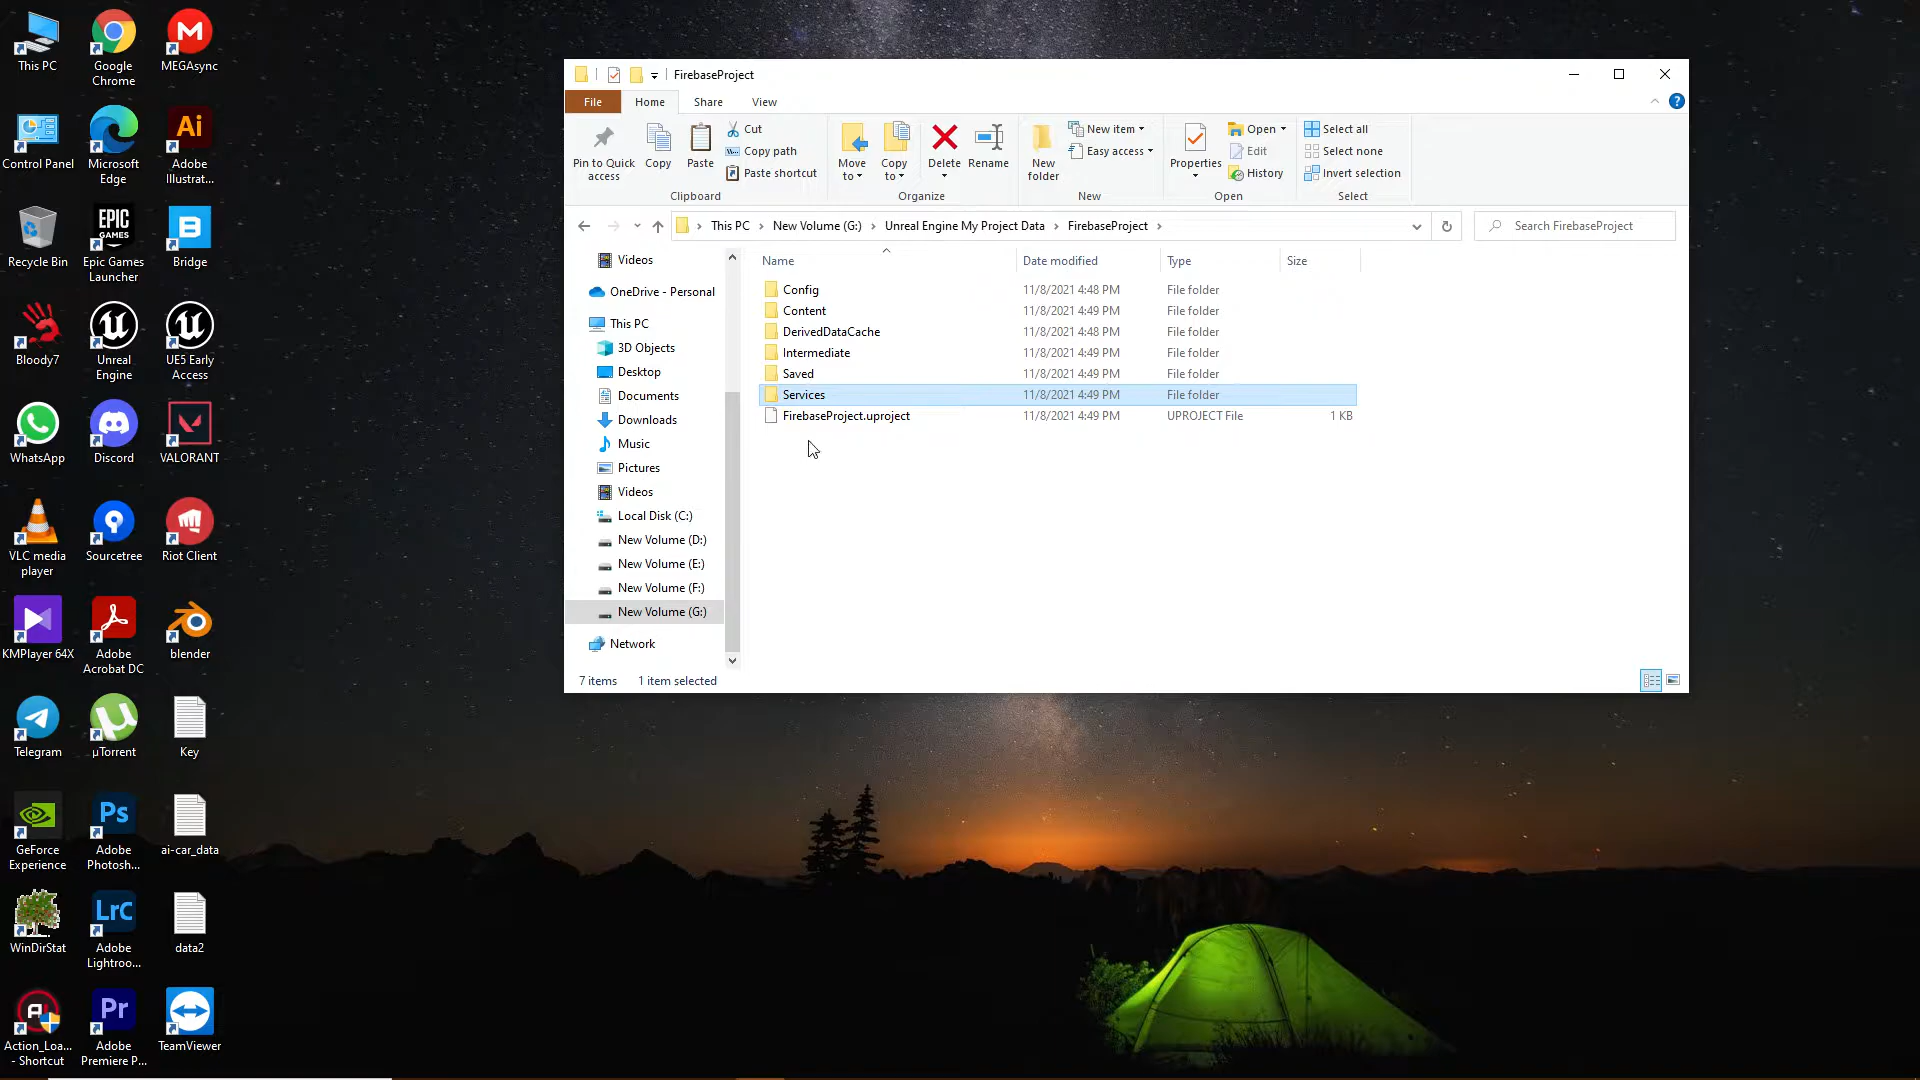 This PC
Google
Chrome
MEGAsync
Control Panel
Microsoft
Edge
Ai
Adobe
Illustrat...
Recycle Bin
EPIC
GAMES
Epic Games
Launcher
Bridge
Bloody7
Unreal
Engine
UE5 Early
Access
WhatsApp
Discord
VALORANT
VLC media
player
Sourcetree
Riot Client
KMPlayer 64X
Adobe
Acrobat DC
blender
Telegram
µTorrent
Key
GeForce
Experience
Ps
Adobe
Photosh...
ai-car_data
WinDirStat
LrC
Adobe
Lightroo...
data2
Action_Loa...
- Shortcut
Pr
Adobe
Premiere P...
TeamViewer
FirebaseProject
File
Home
Share
View
Pin to Quick
access
Copy
Paste
Cut
Copy path
Paste shortcut
Clipboard
Move
to
Copy
to
Delete
Rename
Organize
New
folder
New item
Easy access
New
Properties
Open
Edit
History
Open
Select all
Select none
Invert selection
Select
This PC > New Volume (G:) > Unreal Engine My Project Data > FirebaseProject >
Search FirebaseProject
Videos
OneDrive - Personal
This PC
3D Objects
Desktop
Documents
Downloads
Music
Pictures
Videos
Local Disk (C:)
New Volume (D:)
New Volume (E:)
New Volume (F:)
New Volume (G:)
Network
Name Date modified Type Size
Config 11/8/2021 4:48 PM File folder
Content 11/8/2021 4:49 PM File folder
DerivedDataCache 11/8/2021 4:48 PM File folder
Intermediate 11/8/2021 4:49 PM File folder
Saved 11/8/2021 4:49 PM File folder
Services 11/8/2021 4:49 PM File folder
FirebaseProject.uproject 11/8/2021 4:49 PM UPROJECT File 1 KB
7 items 1 item selected